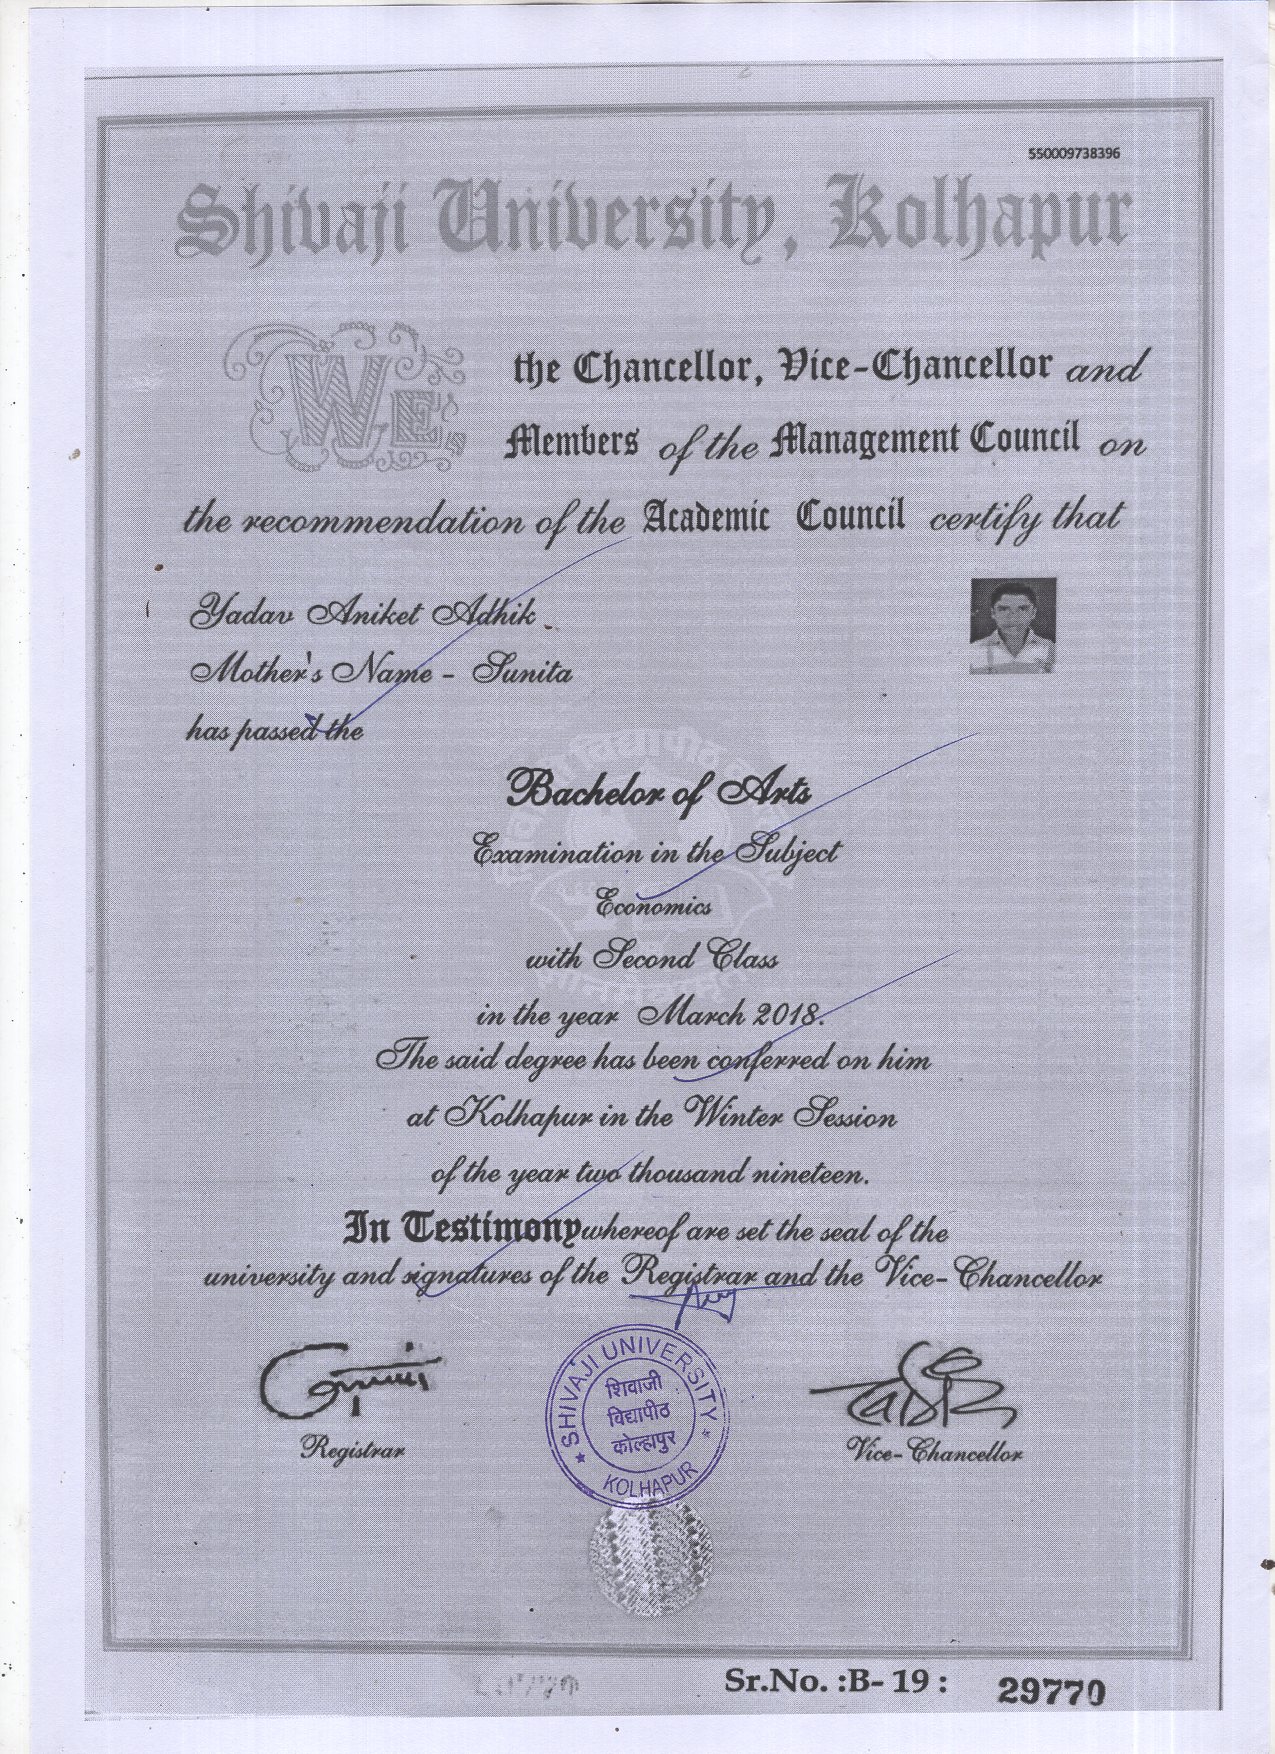 550009738396
Shivaji University, Kolhapur
WE the Chancellor, Vice-Chancellor and
Members of the Management Council on
the recommendation of the Academic Council certify that
Yadav Aniket Adhik
Mother's Name - Sunita
has passed the
Bachelor of Arts
Examination in the Subject
Economics
with Second Class
in the year March 2018.
The said degree has been conferred on him
at Kolhapur in the Winter Session
of the year two thousand nineteen.
In Testimony whereof are set the seal of the
university and signatures of the Registrar and the Vice-Chancellor
SHIVAJI UNIVERSITY
शिवाजी
विद्यापीठ
कोल्हापुर
KOLHAPUR
Registrar
Vice-Chancellor
Sr.No. :B- 19 : 29770